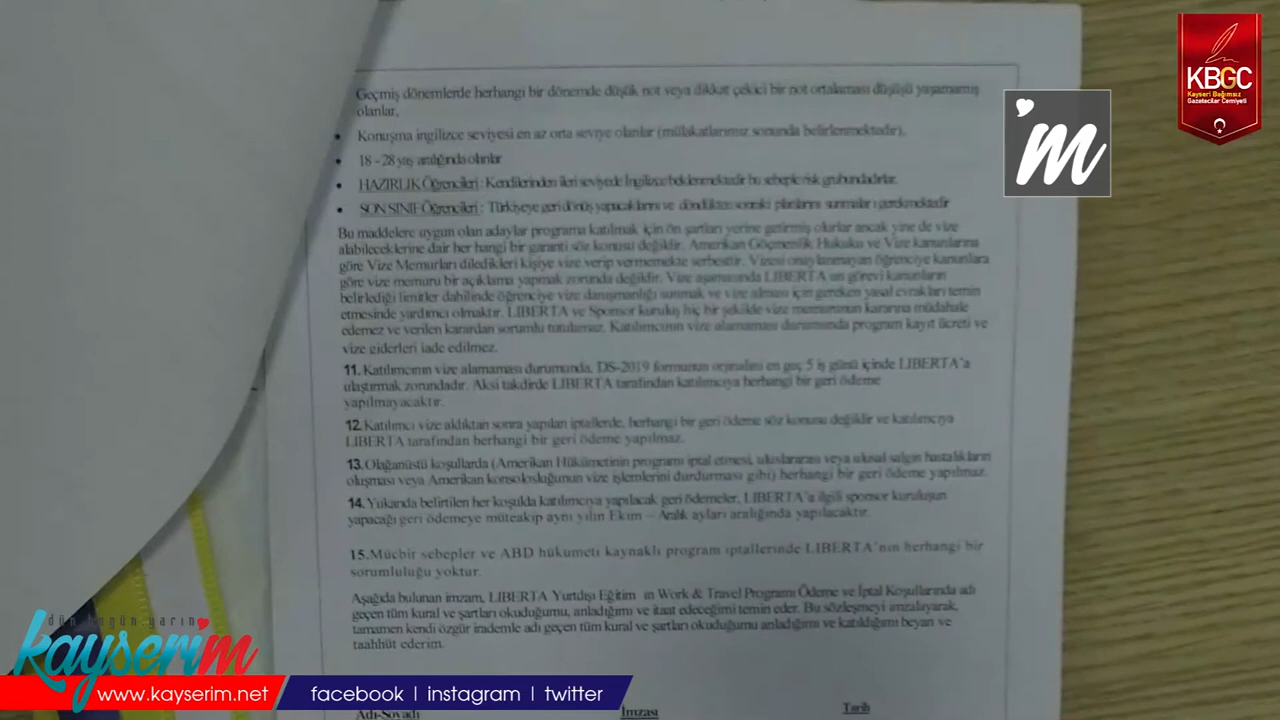 Geçmiş dönemlerde herhangi bir dönemde düşük not veya dikkat çekici bir not ortalaması düşüşü yaşamamış
olanlar,
• Konuşma ingilizce seviyesi en az orta seviye olanlar (mülakatlarımız sonunda belirlenmektedir),
• 18 - 28 yaş aralığında olanlar
• HAZIRLIK Öğrencileri : Kendilerinden ileri seviyede İngilizce beklenmektedir bu sebeple risk grubundadırlar.
• SON SINIF Öğrencileri : Türkiyeye geri dönüş yapacaklarını ve döndükten sonraki planlarını sunmaları gerekmektedir
Bu maddelere uygun olan adaylar programa katılmak için ön şartları yerine getirmiş olurlar ancak yine de vize
alabileceklerine dair her hangi bir garanti söz konusu değildir. Amerikan Göçmenlik Hukuku ve Vize kanunlarına
göre Vize Memurları diledikleri kişiye vize verip vermemekte serbesttir. Vizesi onaylanmayan öğrenciye kanunlara
göre vize memuru bir açıklama yapmak zorunda değildir. Vize aşamasında LIBERTA'nın görevi kanunların
belirlediği limitler dahilinde öğrenciye vize danışmanlığı sunmak ve vize alması için gereken yasal evrakları temin
etmesinde yardımcı olmaktır. LIBERTA ve Sponsor kuruluş hiç bir şekilde vize memurunun kararına müdahale
edemez ve verilen karardan sorumlu tutulamaz. Katılımcının vize alamaması durumunda program kayıt ücreti ve
vize giderleri iade edilmez.
11. Katılımcının vize alamaması durumunda, DS-2019 formunun orjinalini en geç 5 iş günü içinde LIBERTA'a
ulaştırmak zorundadır. Aksi takdirde LIBERTA tarafından katılımcıya herhangi bir geri ödeme
yapılmayacaktır.
12. Katılımcı vize aldıktan sonra yapılan iptallerde, herhangi bir geri ödeme söz konusu değildir ve katılımcıya
LIBERTA tarafından herhangi bir geri ödeme yapılmaz.
13. Olağanüstü koşullarda (Amerikan Hükümetinin programı iptal etmesi, uluslararası veya ulusal salgın hastalıkların
oluşması veya Amerikan konsolosluğunun vize işlemlerini durdurması gibi) herhangi bir geri ödeme yapılmaz.
14. Yukarıda belirtilen her koşulda katılımcıya yapılacak geri ödemeler, LIBERTA'a ilgili sponsor kuruluşun
yapacağı geri ödemeye müteakip aynı yılın Ekim – Aralık ayları aralığında yapılacaktır.
15. Mücbir sebepler ve ABD hükümeti kaynaklı program iptallerinde LIBERTA'nın herhangi bir
sorumluluğu yoktur.
Aşağıda bulunan imzam, LIBERTA Yurtdışı Eğitim in Work & Travel Programı Ödeme ve İptal Koşullarında adı
geçen tüm kural ve şartları okuduğumu, anladığımı ve itaat edeceğimi temin eder. Bu sözleşmeyi imzalayarak,
tamamen kendi özgür irademle adı geçen tüm kural ve şartları okuduğumu anladığımı ve katıldığımı beyan ve
taahhüt ederim.
Adı-Soyadı İmzası Tarih
KBGC
Kayseri Bağımsız
Gazeteciler Cemiyeti
'm
dün bugün yarın
kayserim
www.kayserim.net
facebook | instagram | twitter